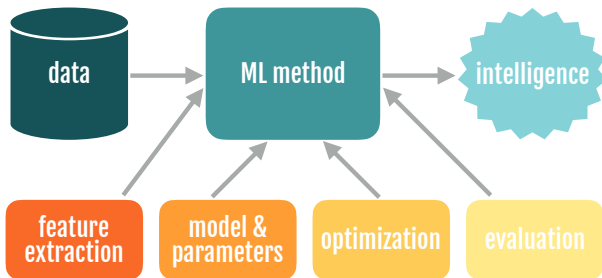 data
ML method
intelligence
feature
extraction
model &
parameters
optimization
evaluation